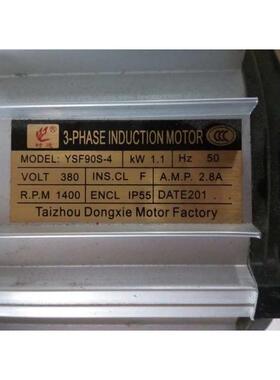 3-PHASE INDUCTION MOTOR CCC
MODEL: YSF90S-4 kW 1.1 Hz 50
VOLT 380 INS.CL F A.M.P. 2.8A
R.P.M 1400 ENCL IP55 DATE201 . .
Taizhou Dongxie Motor Factory